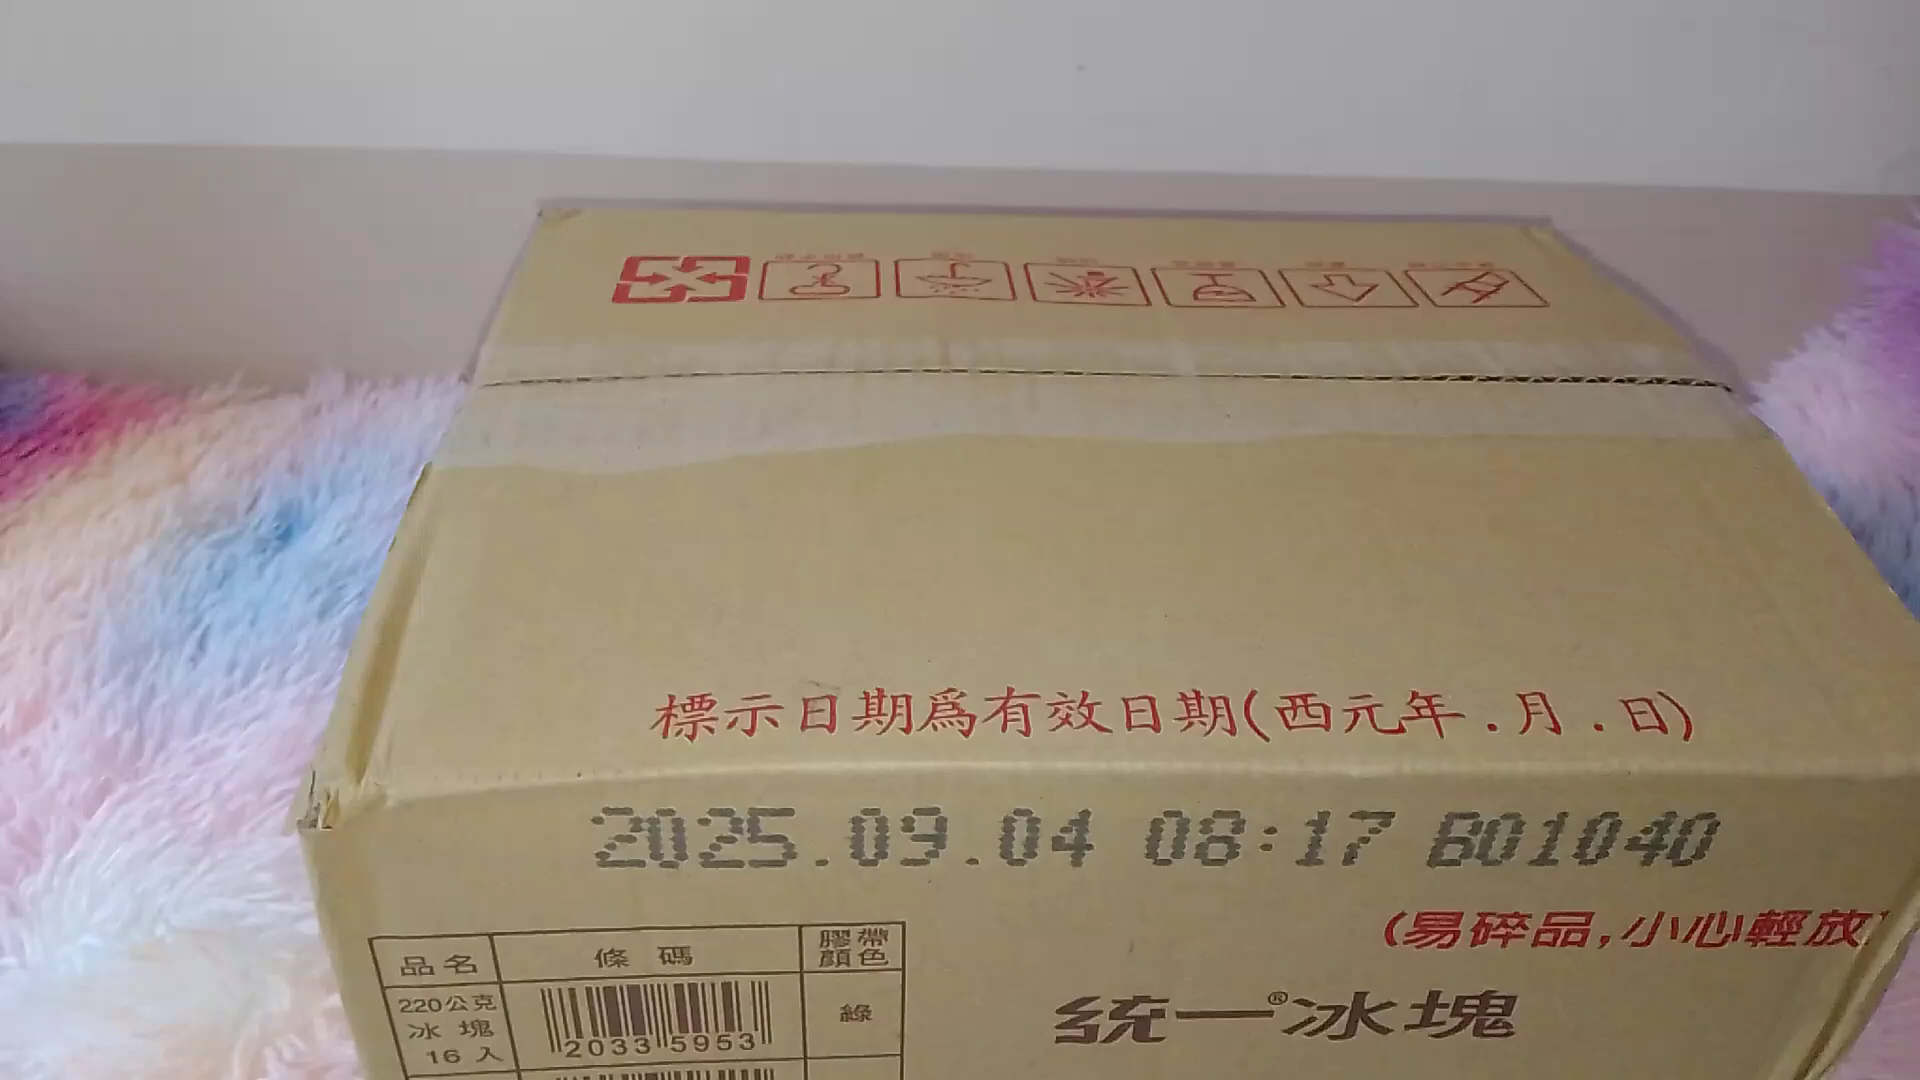 標示日期爲有效日期(西元年.月.日)
2025.09.04 08:17 B01040
(易碎品,小心輕放)
品名 條碼 膠帶顏色
220公克
冰塊
16入
20335953
綠
統一®冰塊